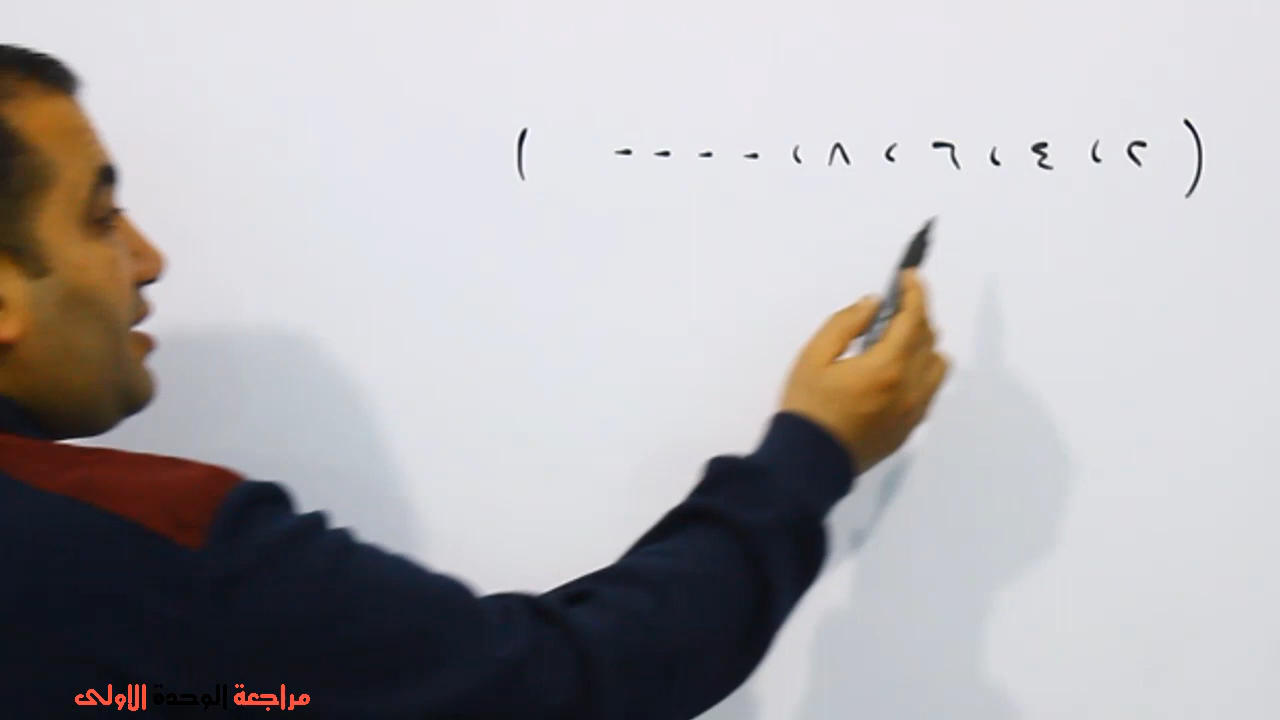 ( ٢ ، ٤ ، ٦ ، ٨ ، - - - - )
مراجعة الوحدة الاولى